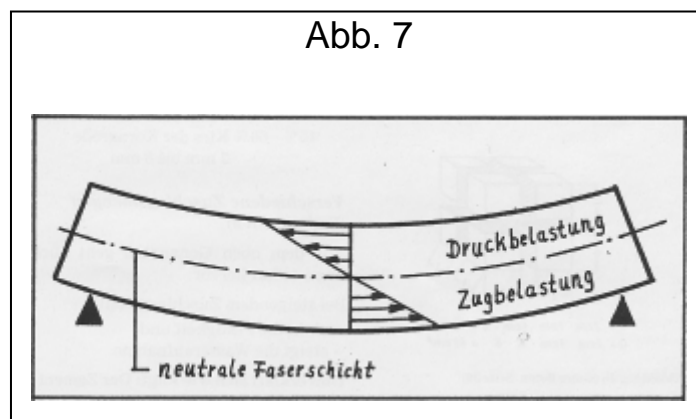 Abb. 7
Druckbelastung
Zugbelastung
neutrale Faserschicht